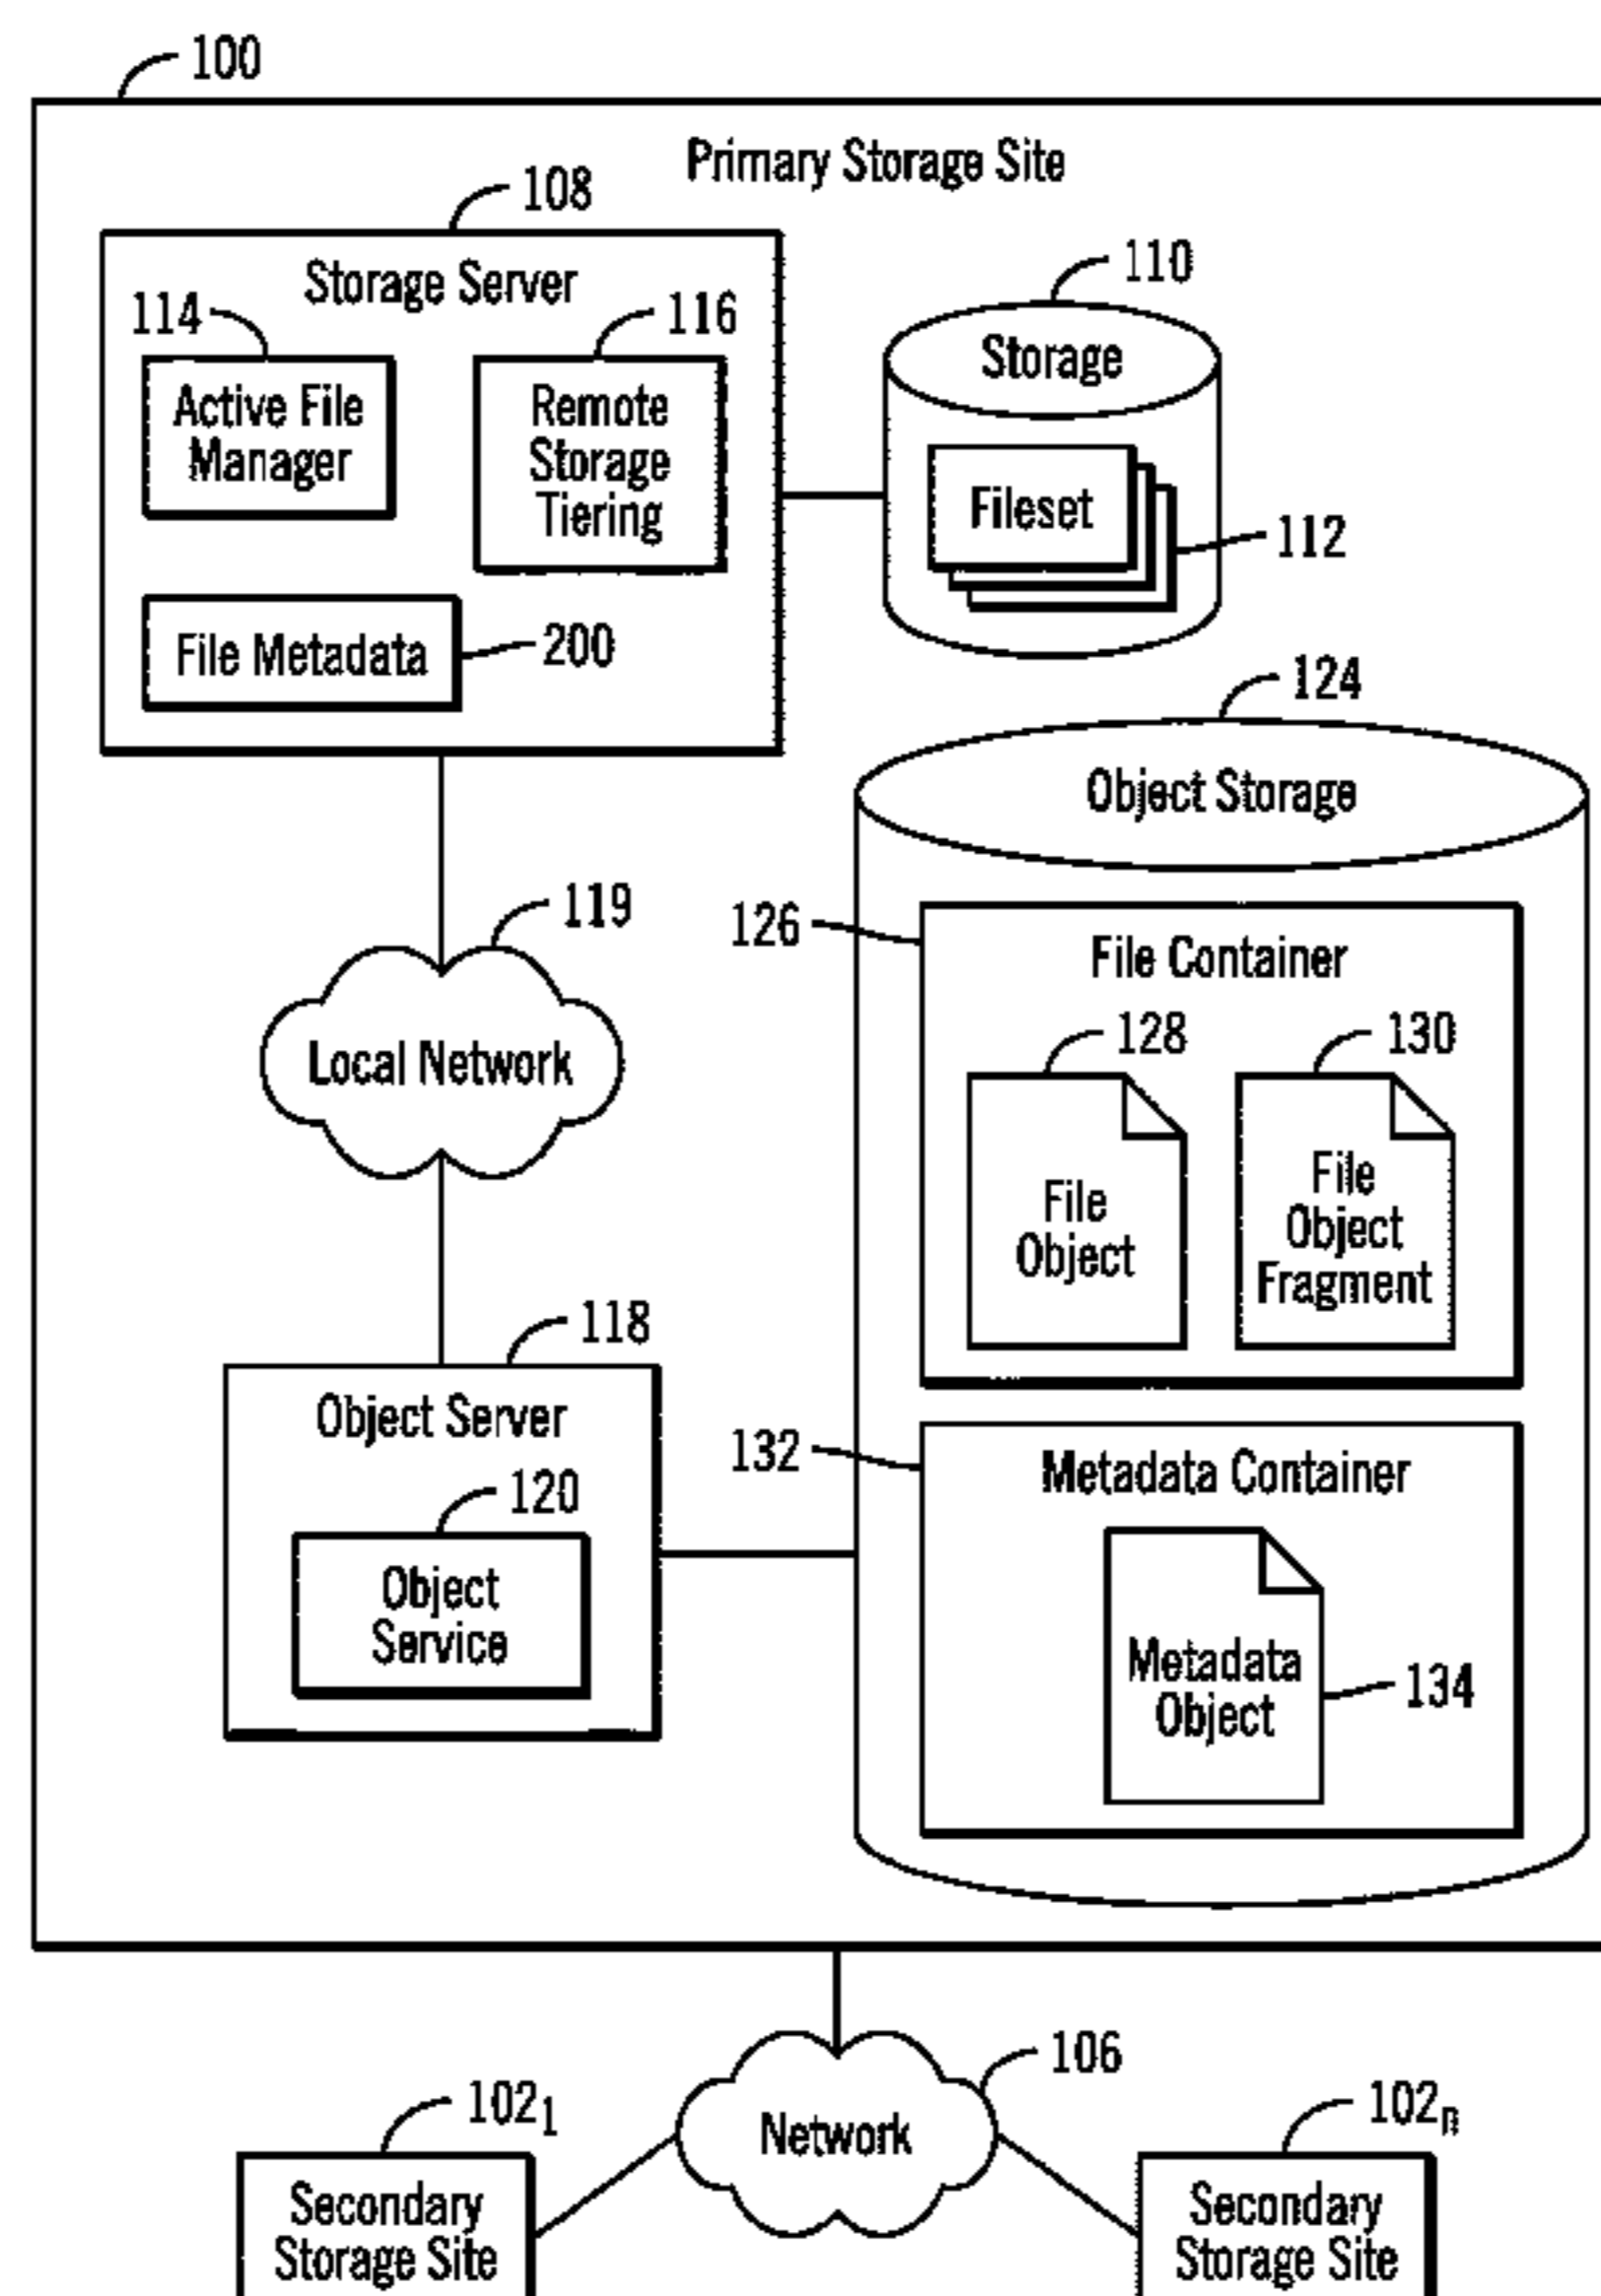 100
Primary Storage Site
108
Storage Server
114
116
Active File
Manager
Remote
Storage
Tiering
File Metadata
200
110
Storage
Fileset
112
124
Object Storage
126
File Container
128
130
File
Object
File
Object
Fragment
119
Local Network
118
Object Server
120
Object
Service
132
Metadata Container
Metadata
Object
134
106
Network
102₁
Secondary
Storage Site
102ₙ
Secondary
Storage Site